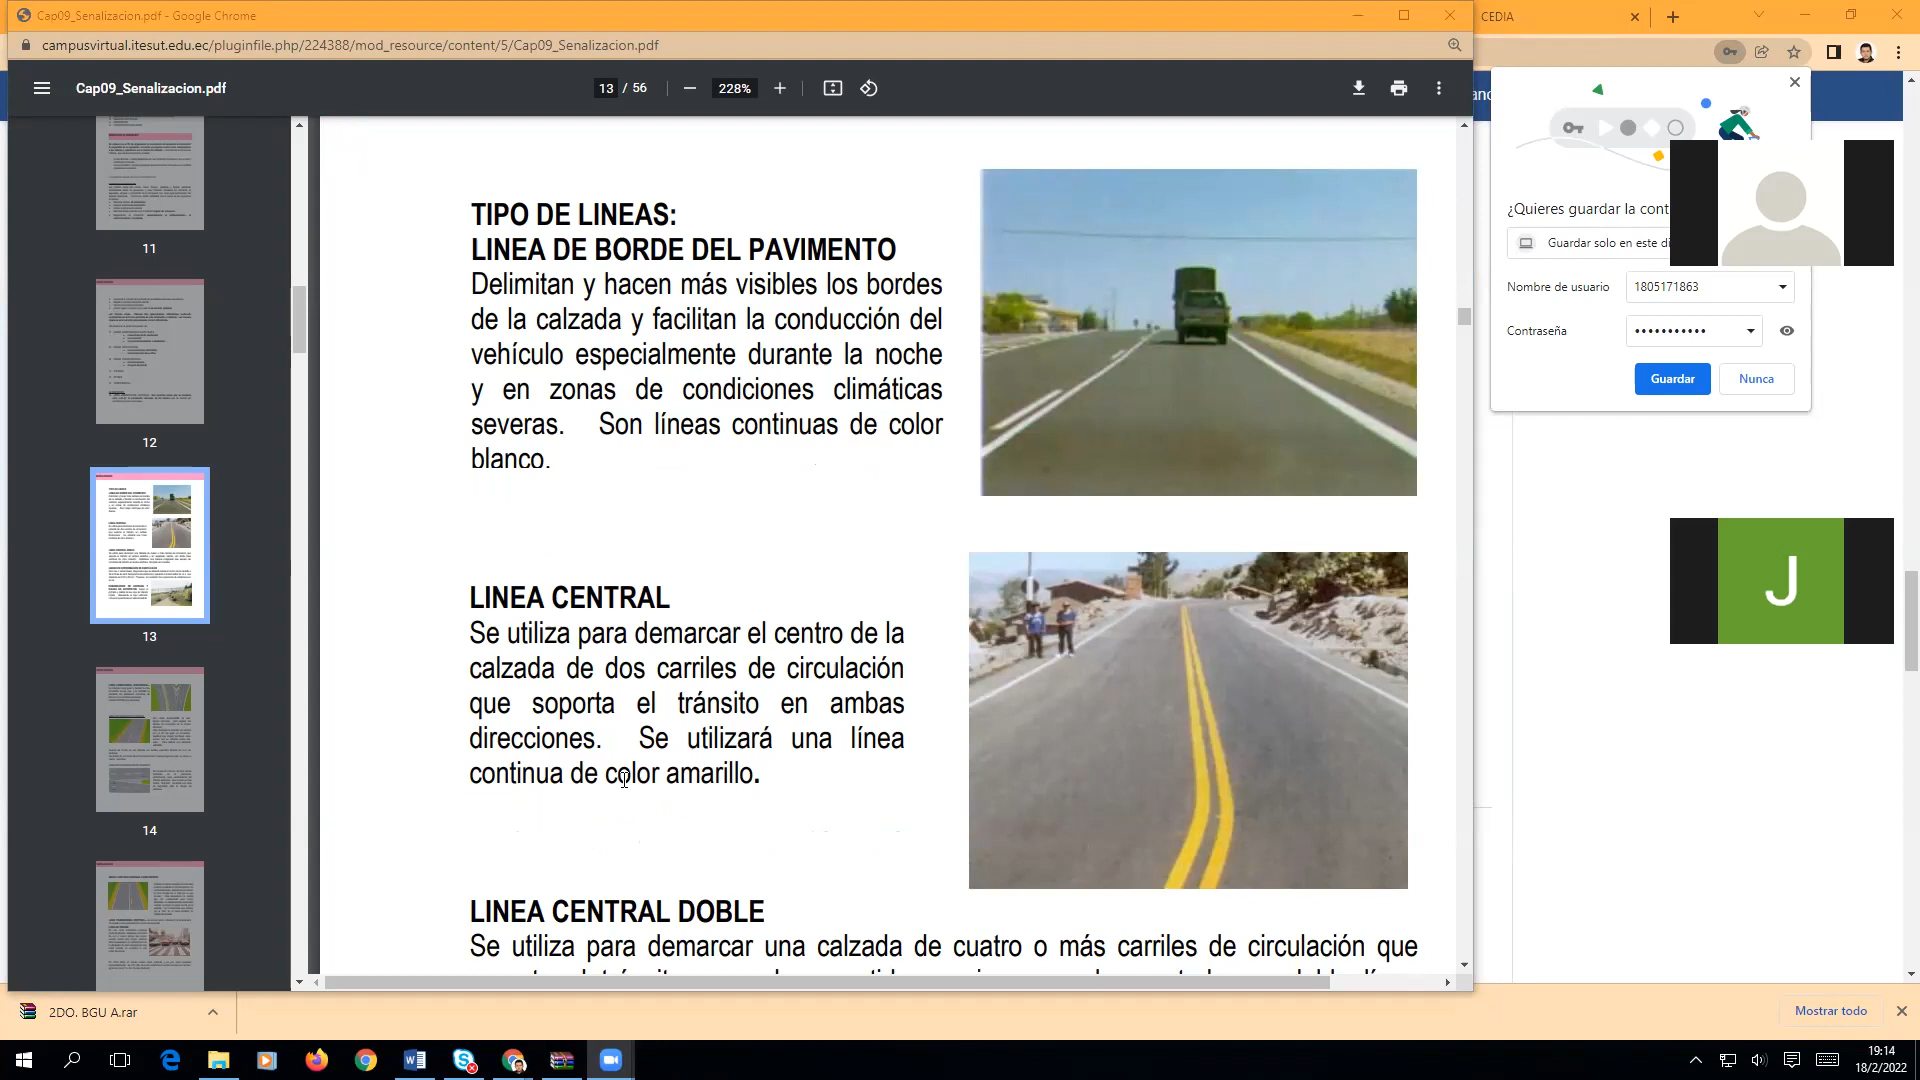 Cap09_Senalizacion.pdf - Google Chrome
CEDIA
campusvirtual.itesut.edu.ec/pluginfile.php/224388/mod_resource/content/5/Cap09_Senalizacion.pdf
Cap09_Senalizacion.pdf
13 / 56
228%
11
12
13
14
TIPO DE LINEAS:
LINEA DE BORDE DEL PAVIMENTO
Delimitan y hacen más visibles los bordes
de la calzada y facilitan la conducción del
vehículo especialmente durante la noche
y en zonas de condiciones climáticas
severas. Son líneas continuas de color
blanco.
LINEA CENTRAL
Se utiliza para demarcar el centro de la
calzada de dos carriles de circulación
que soporta el tránsito en ambas
direcciones. Se utilizará una línea
continua de color amarillo.
LINEA CENTRAL DOBLE
Se utiliza para demarcar una calzada de cuatro o más carriles de circulación que
¿Quieres guardar la cont
Guardar solo en este di
Nombre de usuario
1805171863
Contraseña
•••••••••••
Guardar
Nunca
J
2DO. BGU A.rar
Mostrar todo
19:14
18/2/2022